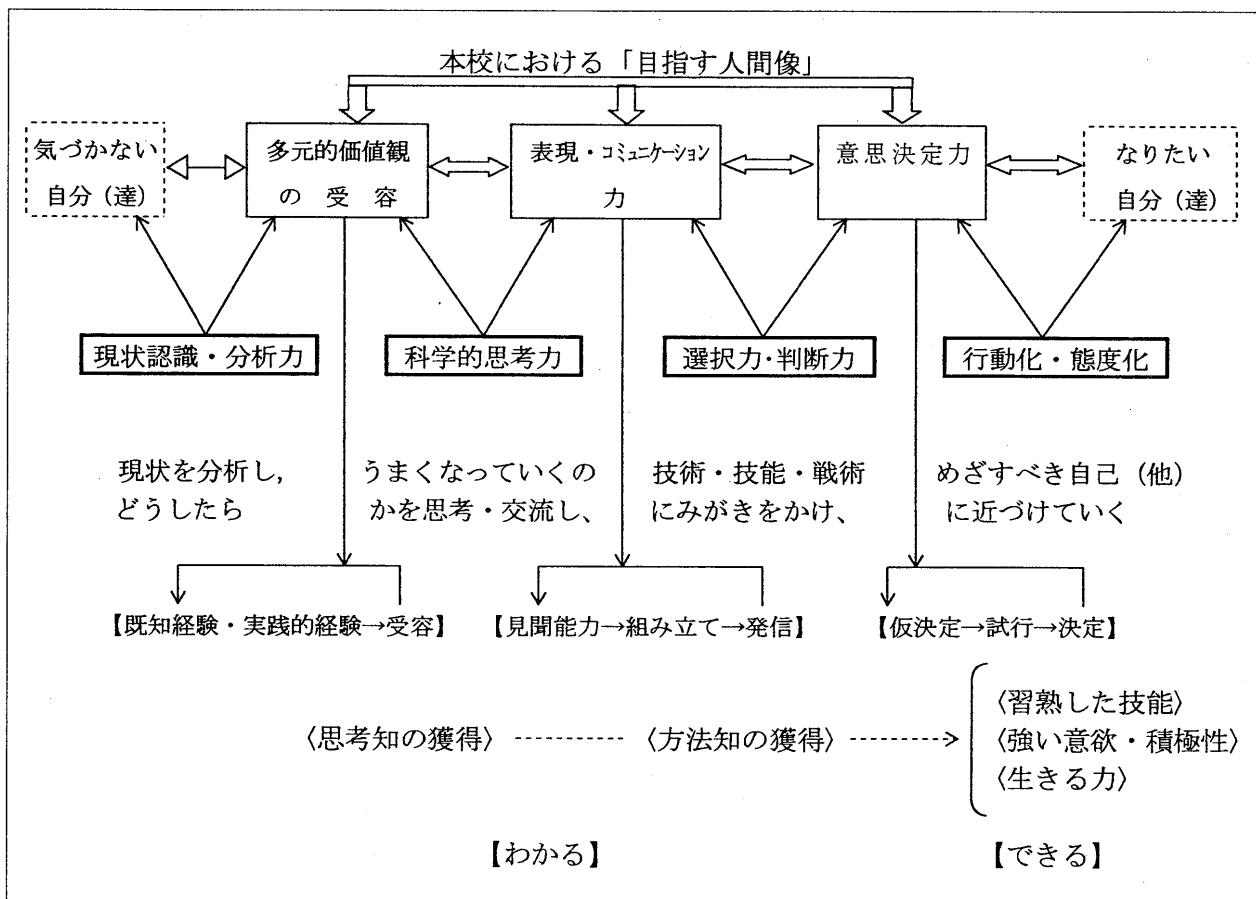 本校における「目指す人間像」
気づかない
自分（達）
多元的価値観
の受容
表現・コミュニケーション
力
意思決定力
なりたい
自分（達）
現状認識・分析力
科学的思考力
選択力・判断力
行動化・態度化
現状を分析し，
どうしたら
うまくなっていくの
かを思考・交流し、
技術・技能・戦術
にみがきをかけ、
めざすべき自己（他）
に近づけていく
【既知経験・実践的経験→受容】
【見聞能力→組み立て→発信】
【仮決定→試行→決定】
〈思考知の獲得〉
〈方法知の獲得〉
〈習熟した技能〉
〈強い意欲・積極性〉
〈生きる力〉
【わかる】
【できる】